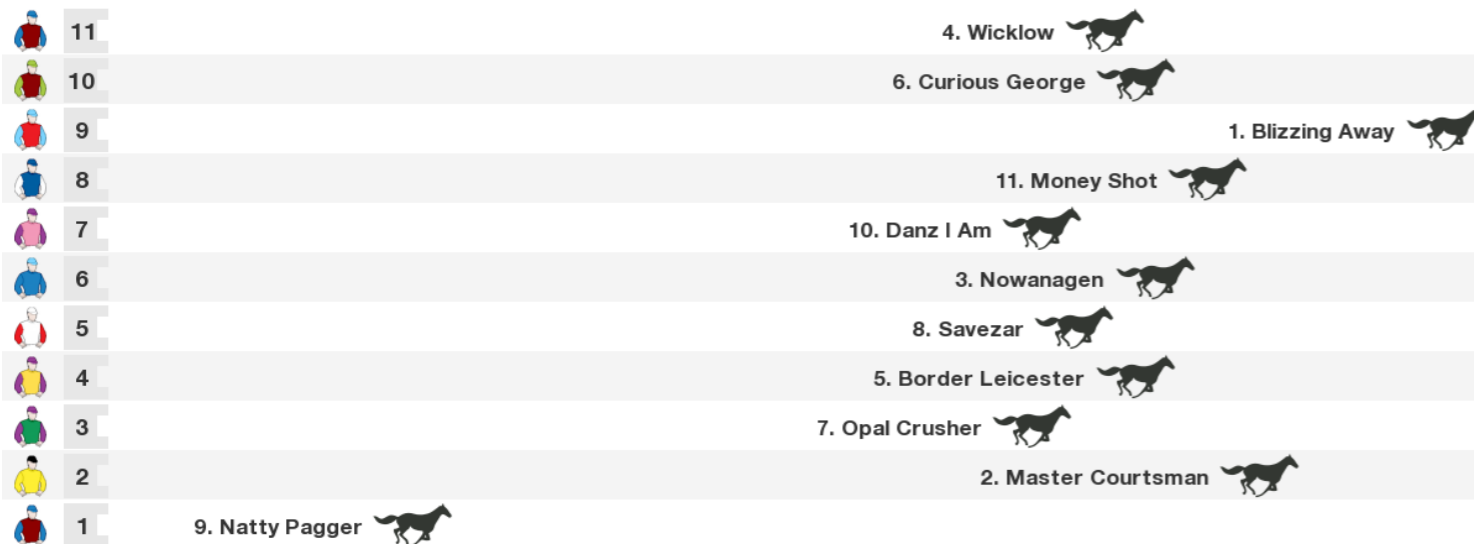 11 4. Wicklow
10 6. Curious George
9 1. Blizzing Away
8 11. Money Shot
7 10. Danz I Am
6 3. Nowanagen
5 8. Savezar
4 5. Border Leicester
3 7. Opal Crusher
2 2. Master Courtsman
1 9. Natty Pagger